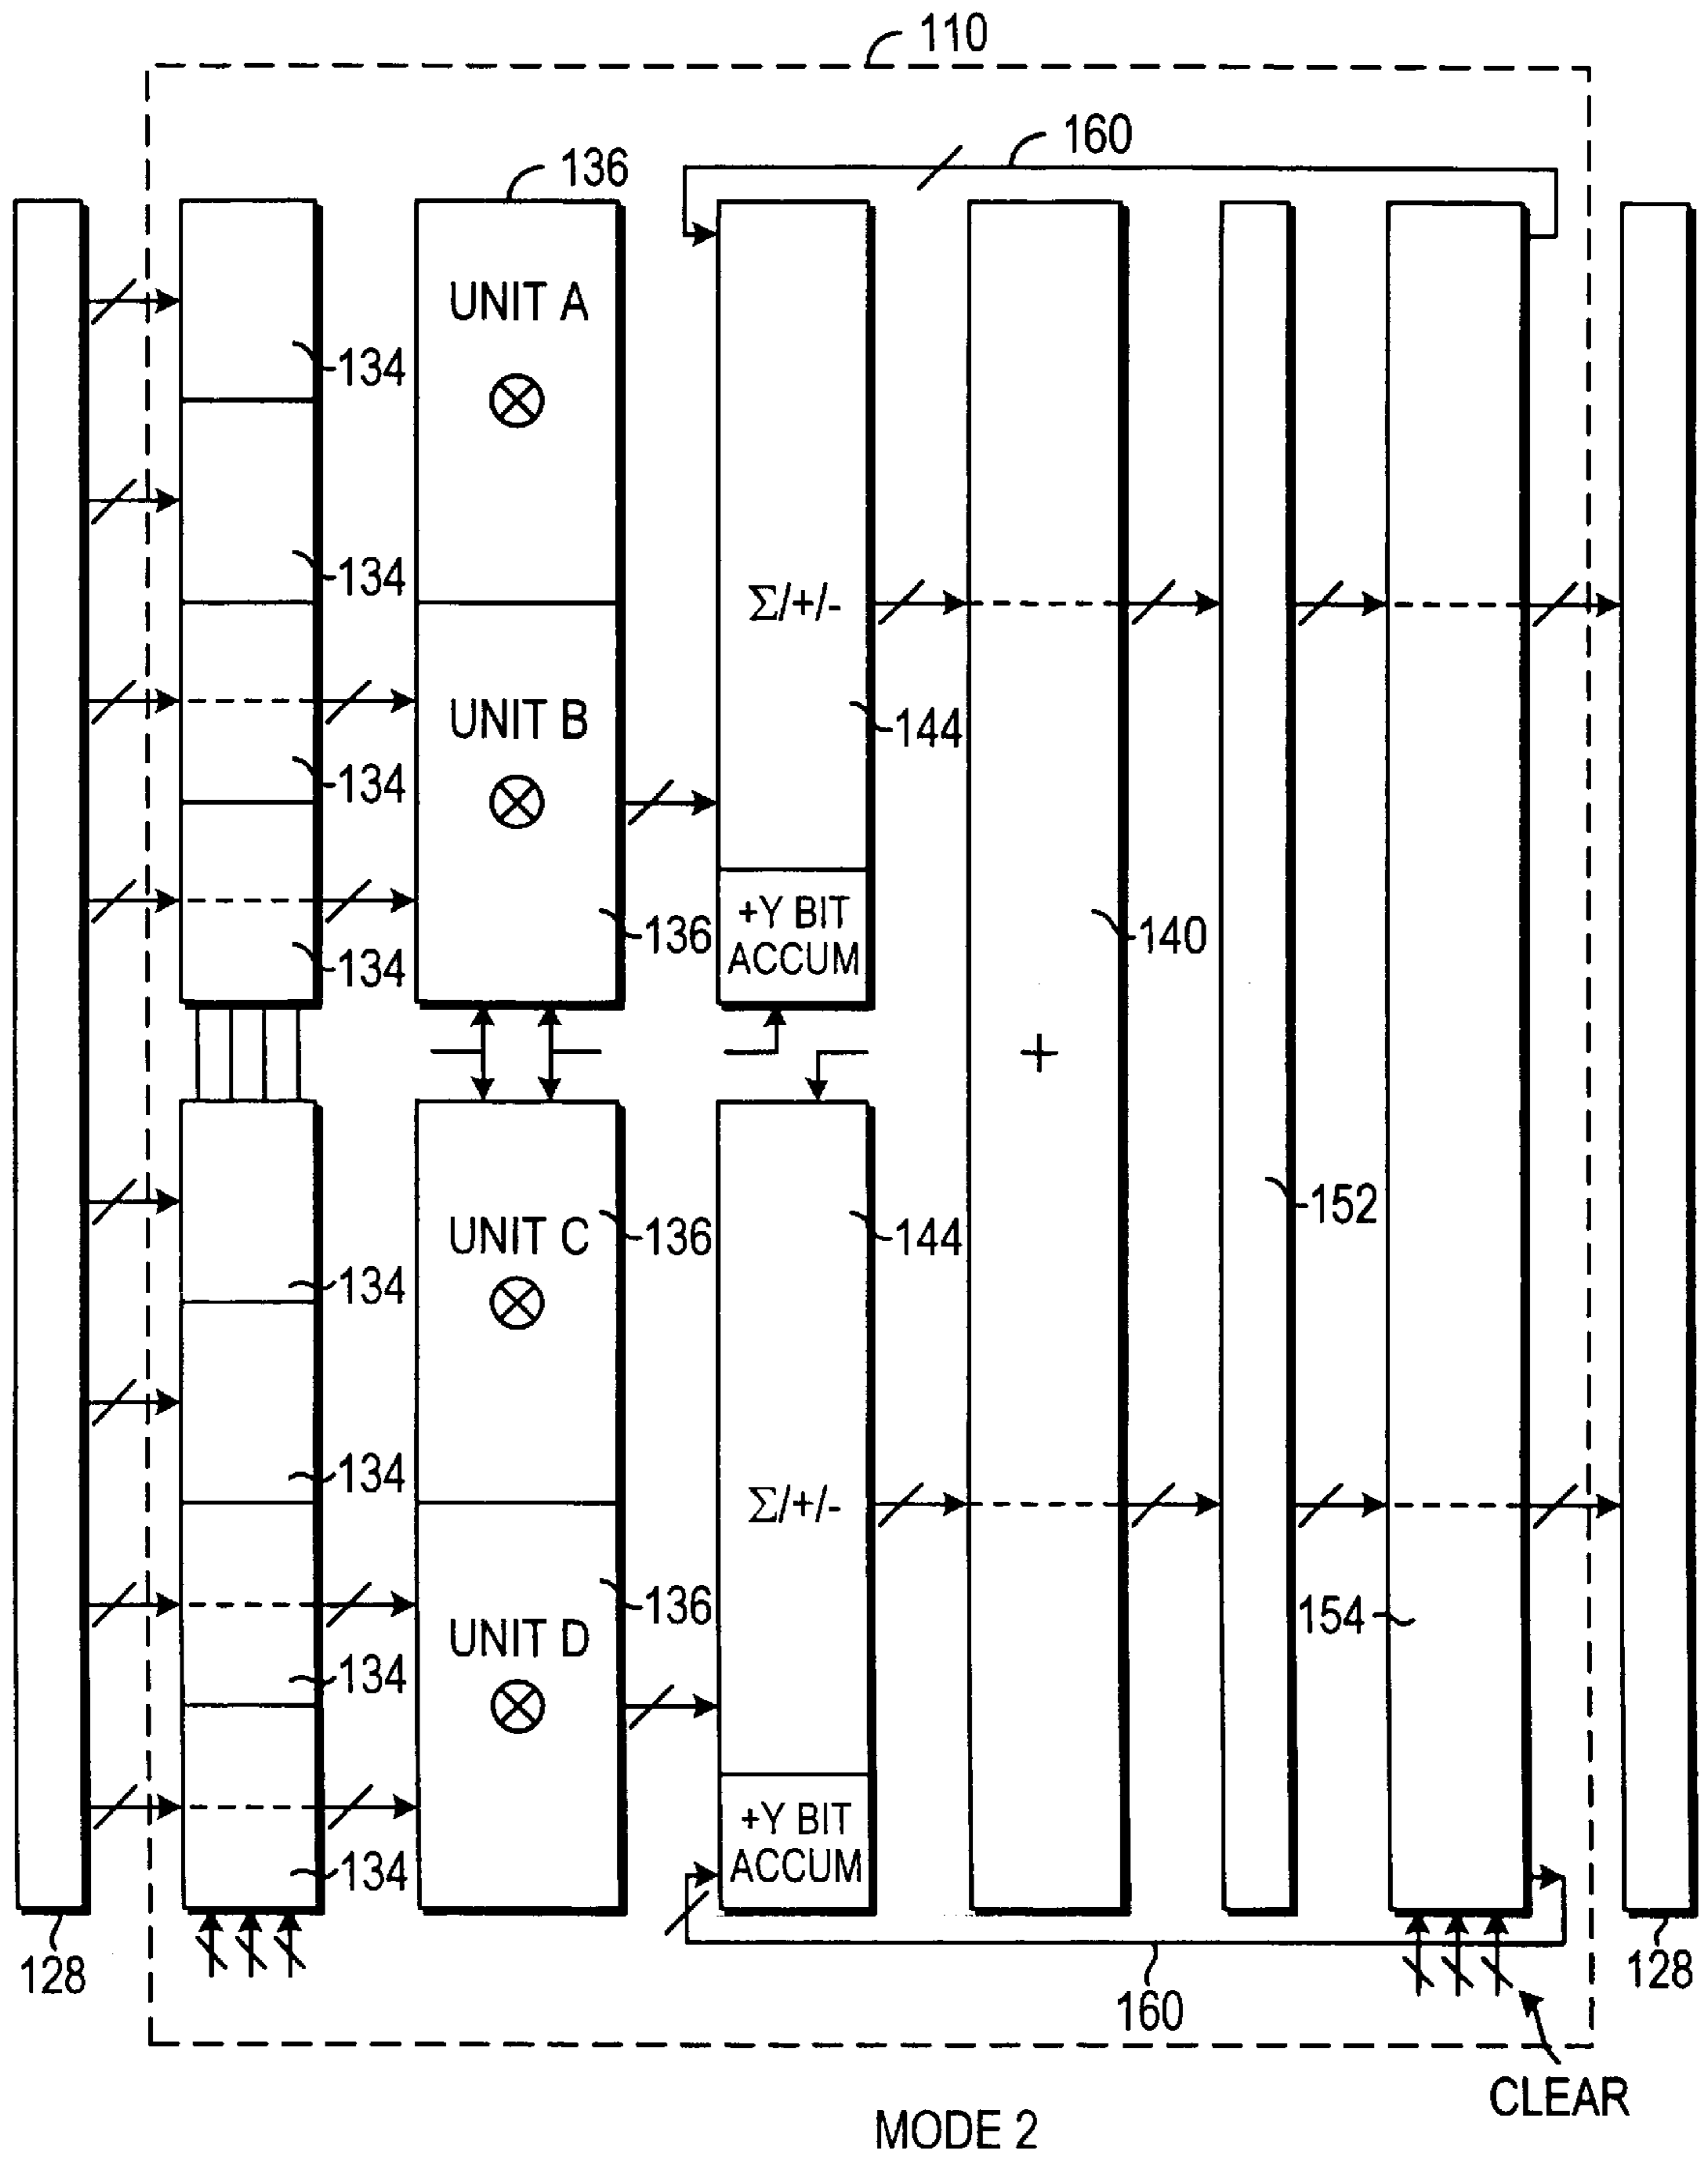 110
160
136
UNIT A
134
134
Σ/+/-
UNIT B
144
134
+Y BIT
ACCUM
136
140
134
+
152
UNIT C
136
144
134
134
Σ/+/-
136
154
UNIT D
134
+Y BIT
ACCUM
134
128
160
128
CLEAR
MODE 2